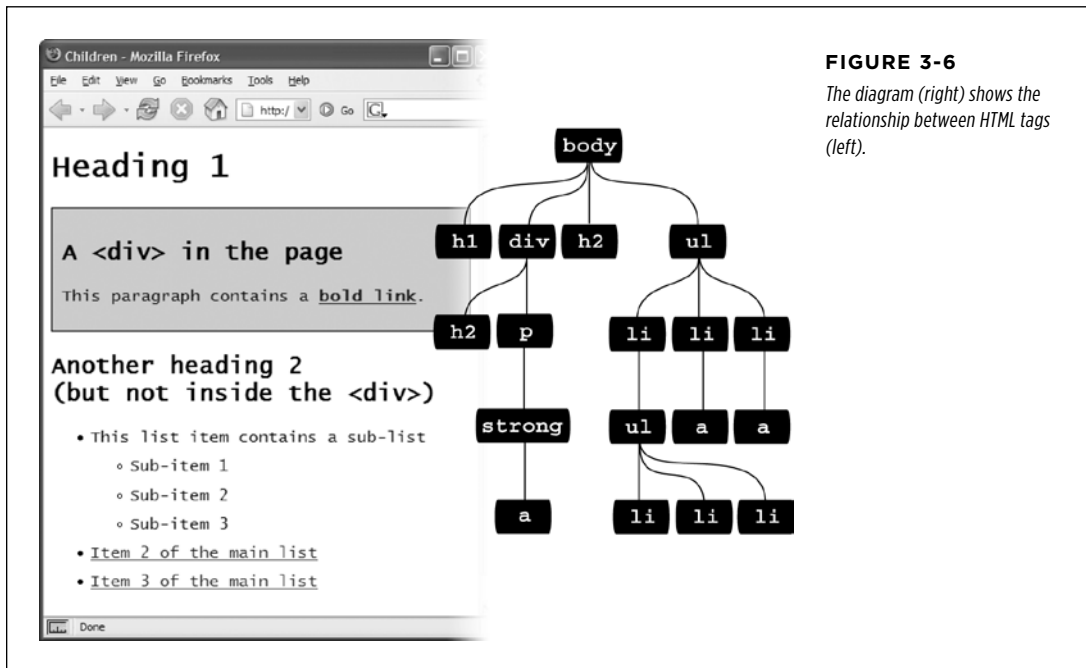 Children - Mozilla Firefox
File Edit View Go Bookmarks Tools Help
http:/ Go G
Heading 1
A <div> in the page
This paragraph contains a bold link.
Another heading 2
(but not inside the <div>)
• This list item contains a sub-list
◦ Sub-item 1
◦ Sub-item 2
◦ Sub-item 3
• Item 2 of the main list
• Item 3 of the main list
Done
body
h1 div h2 ul
h2 p li li li
strong ul a a
a li li li
FIGURE 3-6
The diagram (right) shows the
relationship between HTML tags
(left).